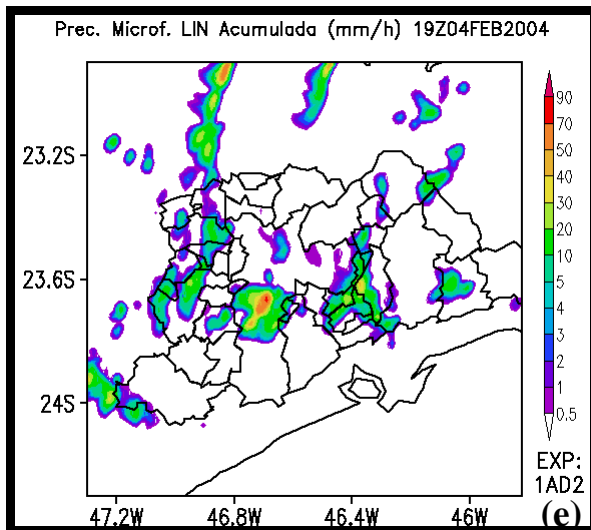 Prec. Microf. LIN Acumulada (mm/h) 19Z04FEB2004
90
70
50
40
30
20
10
5
4
3
2
1
0.5
23.2S
23.6S
24S
47.2W
46.8W
46.4W
46W
EXP:
1AD2
(e)